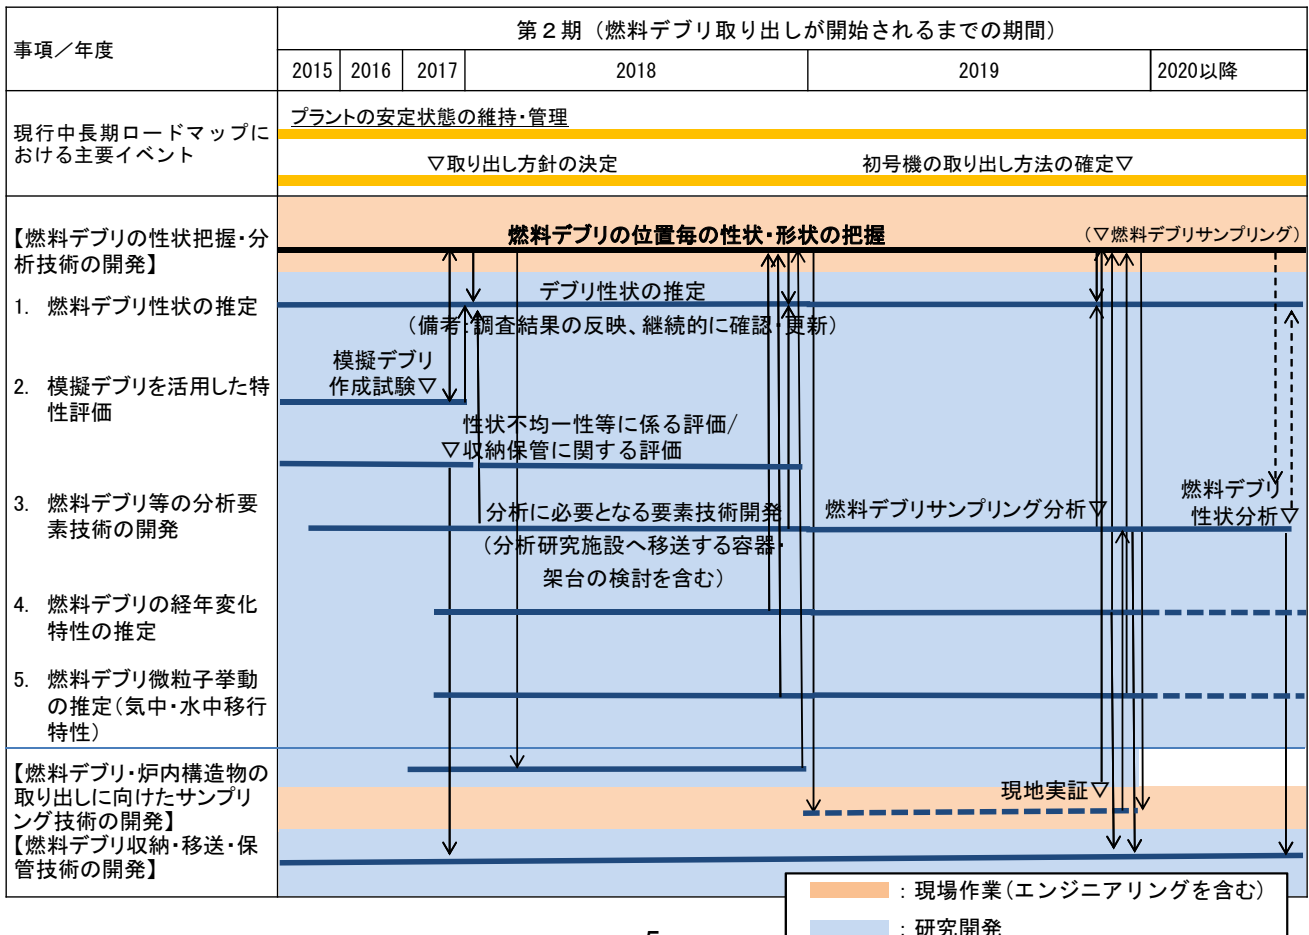 事項／年度
第２期（燃料デブリ取り出しが開始されるまでの期間）
2015
2016
2017
2018
2019
2020以降
現行中長期ロードマップに
おける主要イベント
プラントの安定状態の維持・管理
▽取り出し方針の決定
初号機の取り出し方法の確定▽
【燃料デブリの性状把握・分
析技術の開発】
燃料デブリの位置毎の性状・形状の把握
（▽燃料デブリサンプリング）
1. 燃料デブリ性状の推定
デブリ性状の推定
（備考：調査結果の反映、継続的に確認・更新）
2. 模擬デブリを活用した特
性評価
模擬デブリ
作成試験▽
性状不均一性等に係る評価/
▽収納保管に関する評価
3. 燃料デブリ等の分析要
素技術の開発
分析に必要となる要素技術開発
（分析研究施設へ移送する容器・
架台の検討を含む）
燃料デブリサンプリング分析▽
燃料デブリ
性状分析▽
4. 燃料デブリの経年変化
特性の推定
5. 燃料デブリ微粒子挙動
の推定（気中・水中移行
特性）
【燃料デブリ・炉内構造物の
取り出しに向けたサンプリ
ング技術の開発】
現地実証▽
【燃料デブリ収納・移送・保
管技術の開発】
：現場作業（エンジニアリングを含む）
：研究開発